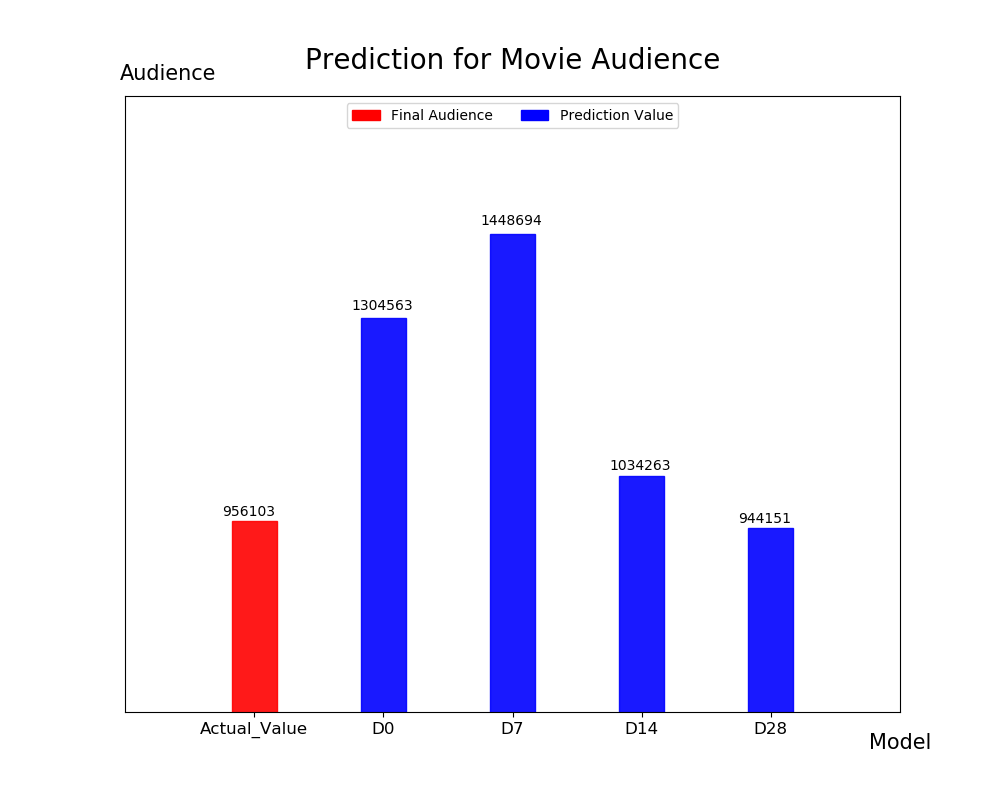 Prediction for Movie Audience
Audience
Final Audience
Prediction Value
1448694
1304563
1034263
956103
944151
Actual_Value
D0
D7
D14
D28
Model